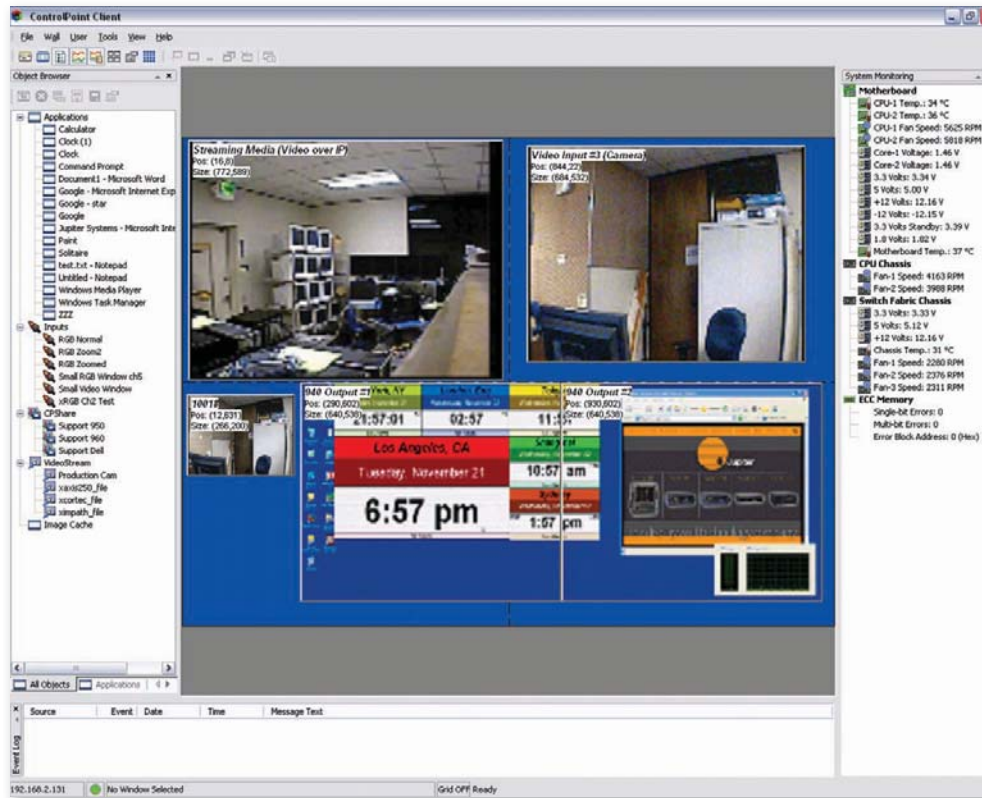 ControlPoint Client
File Wall User Tools View Help
Object Browser
Applications
Calculator
Clock (1)
Clock
Command Prompt
Document1 - Microsoft Word
Google - Microsoft Internet Exp
Google - star
Google
Jupiter Systems - Microsoft Inte
Paint
Solitaire
test.txt - Notepad
Untitled - Notepad
Windows Media Player
Windows Task Manager
ZZZ
Inputs
RGB Normal
RGB Zoom2
RGB Zoomed
Small RGB Window ch5
Small Video Window
xRGB Ch2 Test
CPShare
Support 950
Support 960
Support Dell
VideoStream
Production Cam
xaxis250_file
xcortec_file
ximpath_file
Image Cache
All Objects Applications
Streaming Media (Video over IP)
Pos: (16,8)
Size: (772,589)
Video Input #3 (Camera)
Pos: (844,22)
Size: (684,532)
10018
Pos: (12,631)
Size: (266,200)
940 Output #1
Pos: (290,602)
Size: (640,538)
York, NY
21:57:01
02:57
Los Angeles, CA
Tuesday, November 21
6:57 pm
Shanghai
10:57 am
Sydney
1:57 pm
940 Output #2
Pos: (930,602)
Size: (640,538)
Jupiter
System Monitoring
Motherboard
CPU-1 Temp.: 34 °C
CPU-2 Temp.: 36 °C
CPU-1 Fan Speed: 5625 RPM
CPU-2 Fan Speed: 5818 RPM
Core-1 Voltage: 1.46 V
Core-2 Voltage: 1.46 V
3.3 Volts: 3.34 V
5 Volts: 5.00 V
+12 Volts: 12.16 V
-12 Volts: -12.15 V
3.3 Volts Standby: 3.39 V
1.8 Volts: 1.82 V
Motherboard Temp.: 37 °C
CPU Chassis
Fan-1 Speed: 4163 RPM
Fan-2 Speed: 3988 RPM
Switch Fabric Chassis
3.3 Volts: 3.33 V
5 Volts: 5.12 V
+12 Volts: 12.16 V
Chassis Temp.: 31 °C
Fan-1 Speed: 2280 RPM
Fan-2 Speed: 2376 RPM
Fan-3 Speed: 2311 RPM
ECC Memory
Single-bit Errors: 0
Multi-bit Errors: 0
Error Block Address: 0 (Hex)
Event Log
Source Event Date Time Message Text
192.168.2.131 No Window Selected Grid OFF Ready